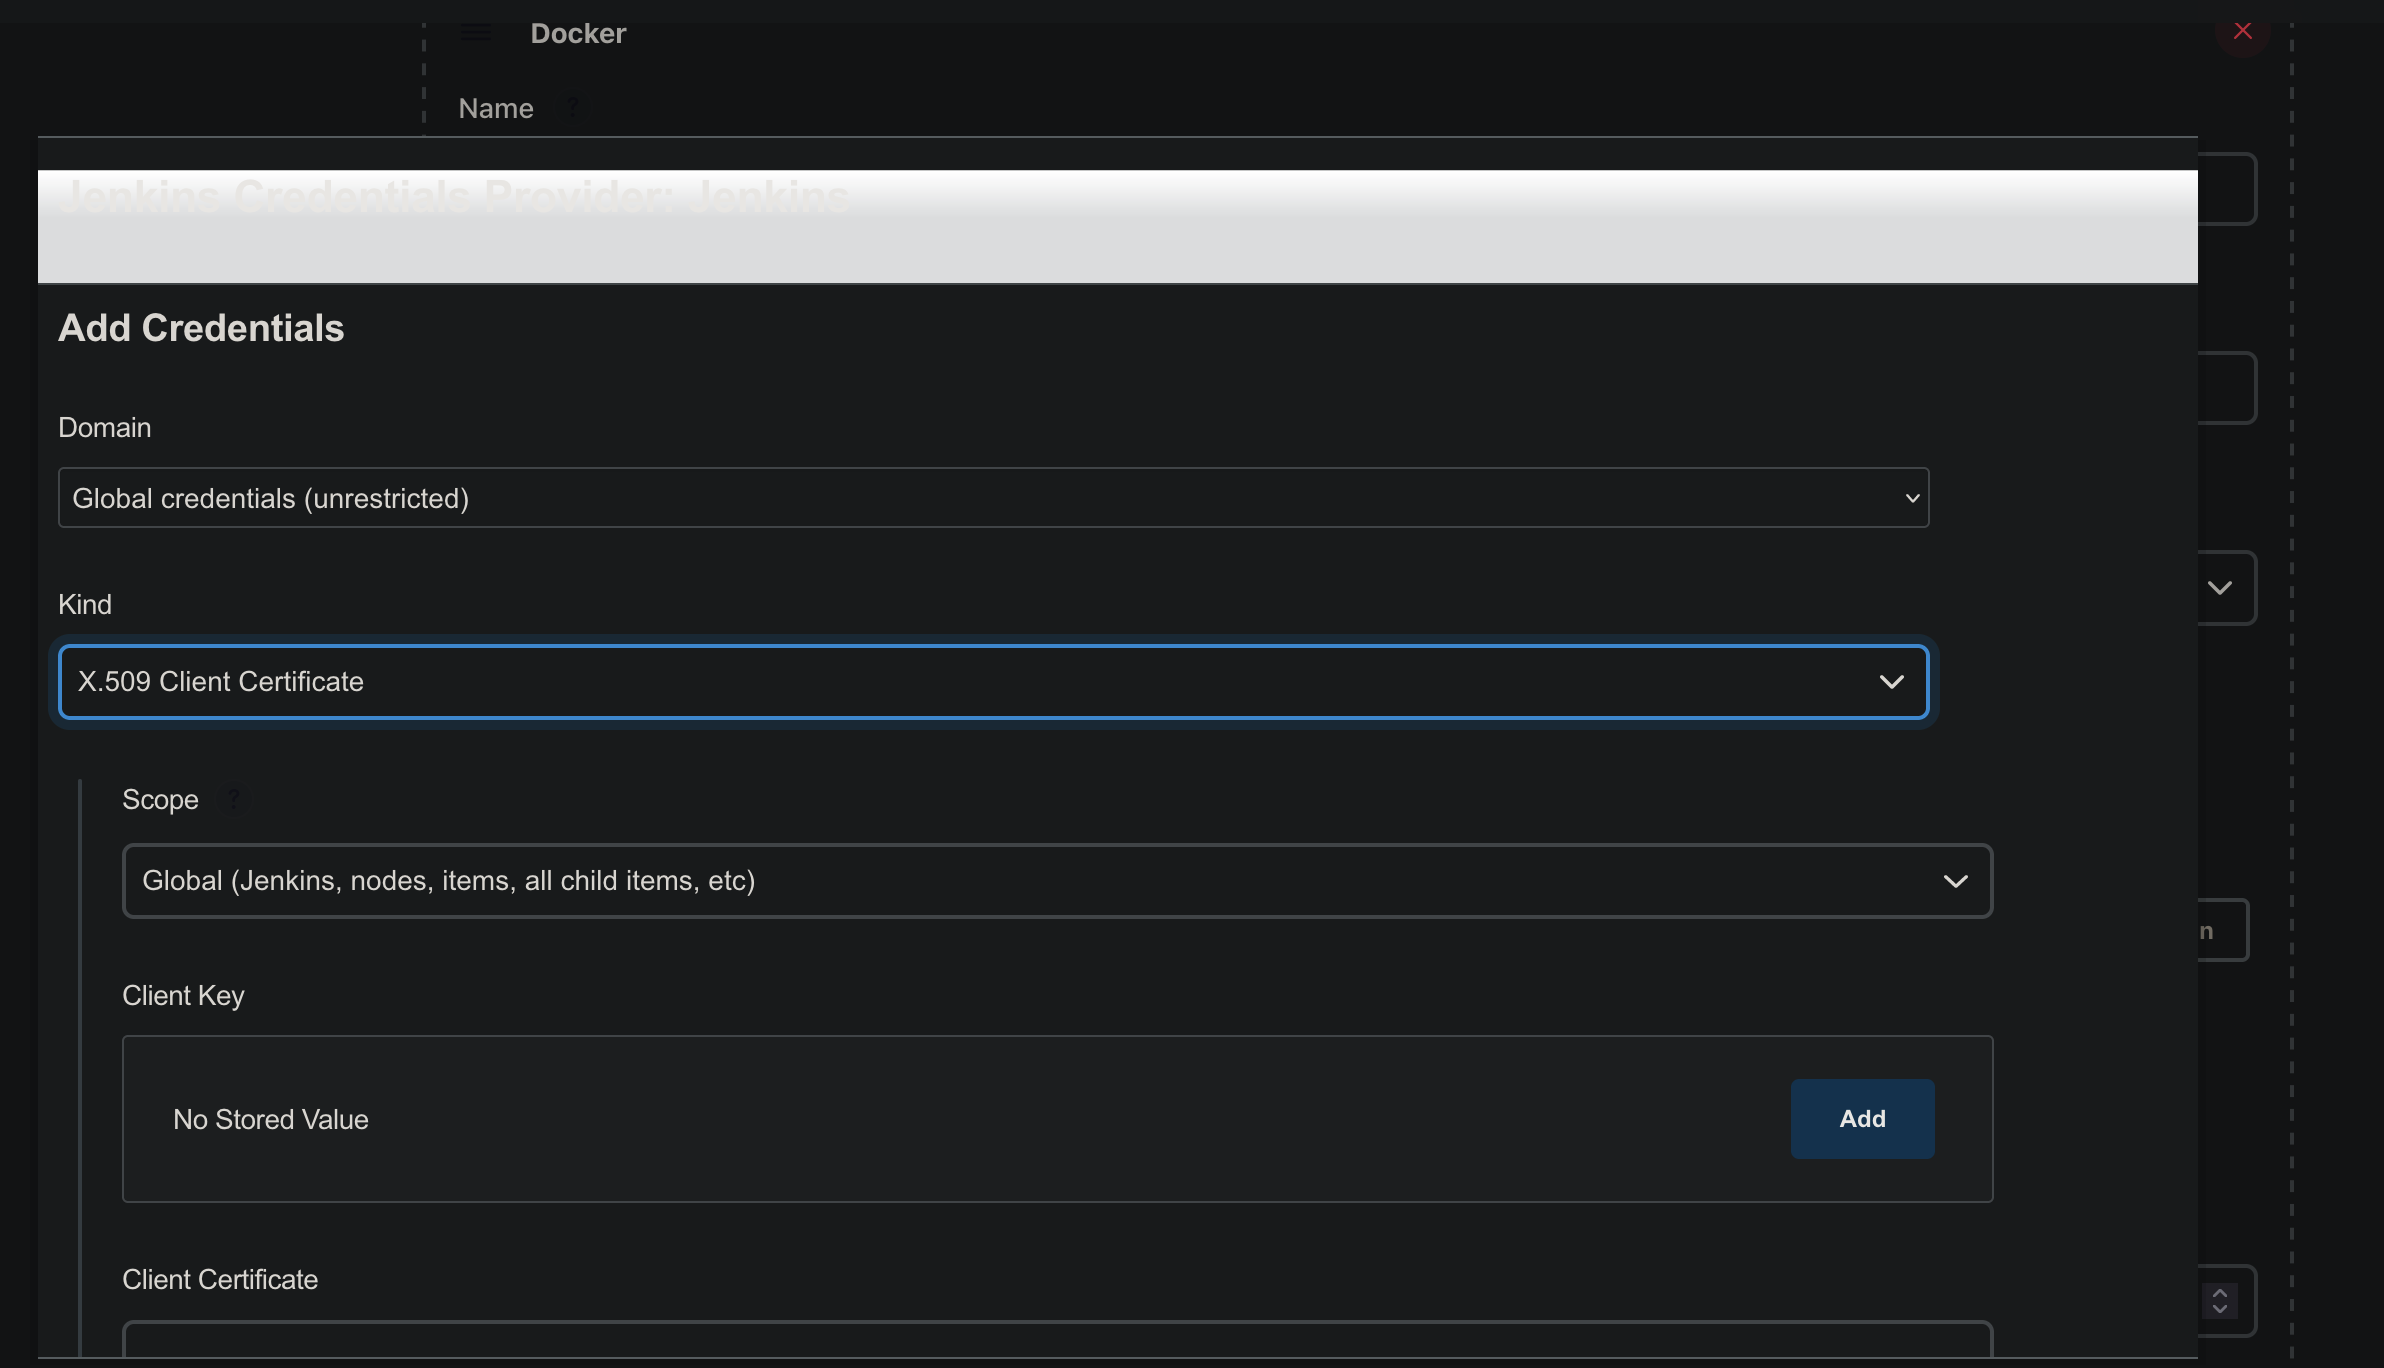 Docker
Name ?
Jenkins Credentials Provider: Jenkins
Add Credentials
Domain
Global credentials (unrestricted)
Kind
X.509 Client Certificate
Scope ?
Global (Jenkins, nodes, items, all child items, etc)
n
Client Key
No Stored Value
Add
Client Certificate